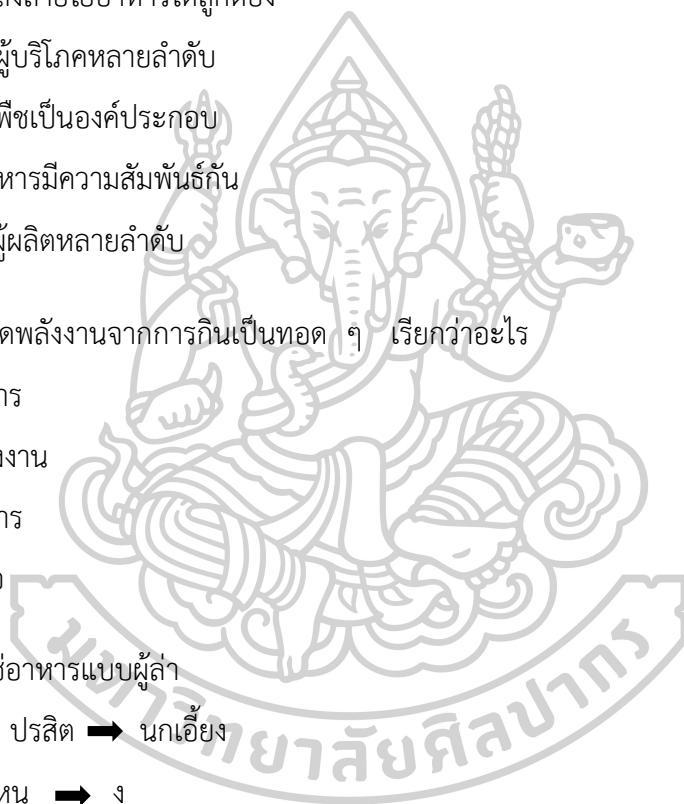 ผู้บริโภคหลายลำดับ
พืชเป็นองค์ประกอบ
หารมีความสัมพันธ์กัน
ผู้ผลิตหลายลำดับ
ดพลังงานจากการกินเป็นทอด ๆ เรียกว่าอะไร
าร
งงาน
าร
อาหารแบบผู้ล่า
ปรสิต ➡ นกเอี้ยง
➡ ง
มหาวิทยาลัยศิลปากร